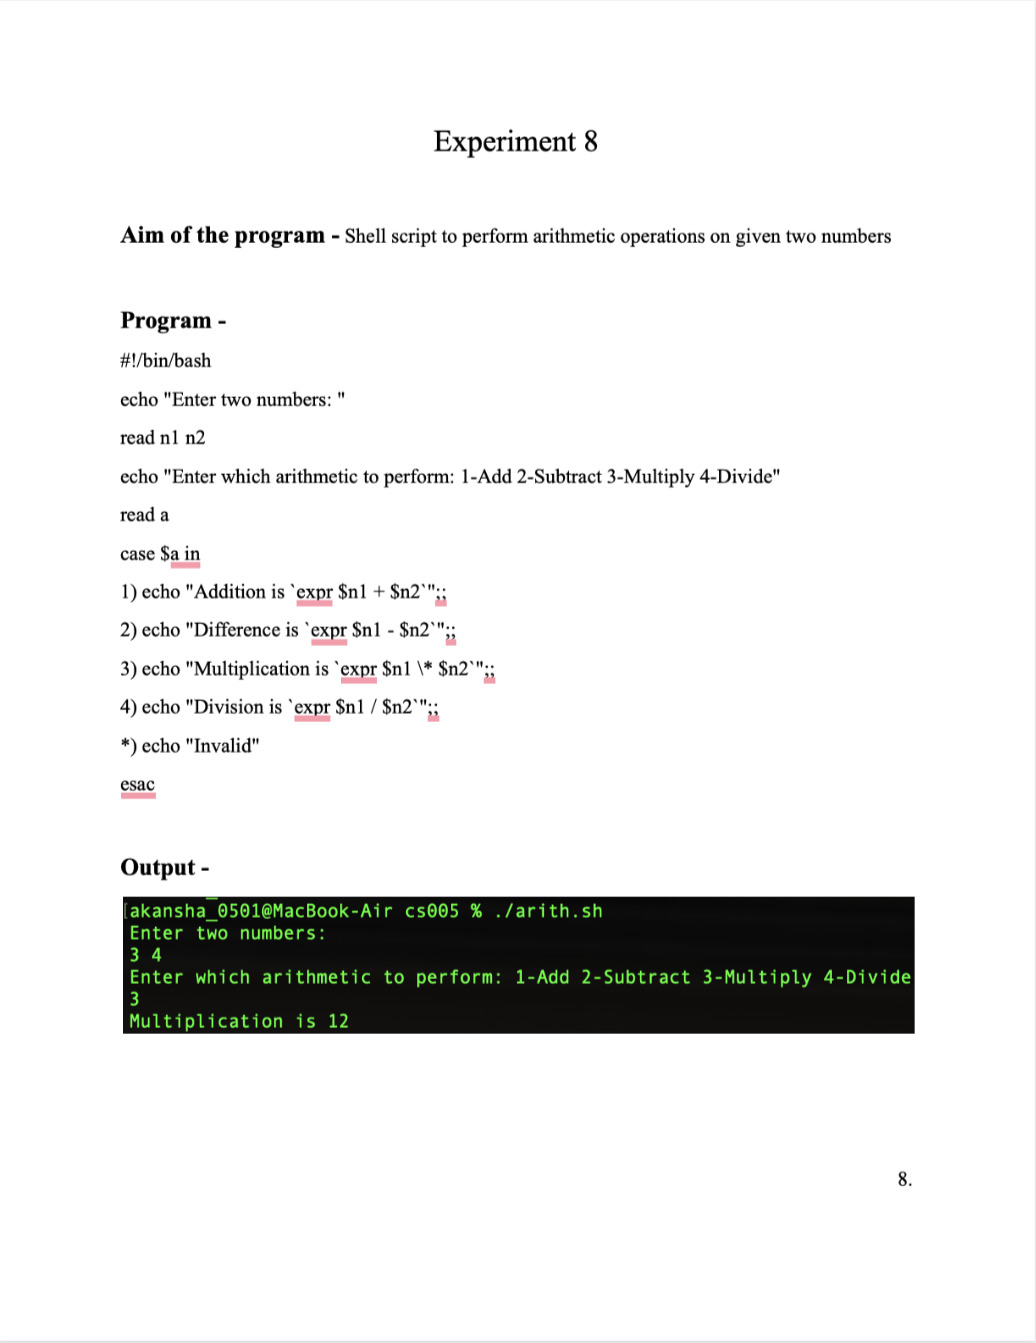 Experiment 8
Aim of the program - Shell script to perform arithmetic operations on given two numbers
Program -
#!/bin/bash
echo "Enter two numbers: "
read n1 n2
echo "Enter which arithmetic to perform: 1-Add 2-Subtract 3-Multiply 4-Divide"
read a
case $a in
1) echo "Addition is `expr $n1 + $n2`";;
2) echo "Difference is `expr $n1 - $n2`";;
3) echo "Multiplication is `expr $n1 \* $n2`";;
4) echo "Division is `expr $n1 / $n2`";;
*) echo "Invalid"
esac
Output -
[akansha_0501@MacBook-Air cs005 % ./arith.sh
Enter two numbers:
3 4
Enter which arithmetic to perform: 1-Add 2-Subtract 3-Multiply 4-Divide
3
Multiplication is 12
8.